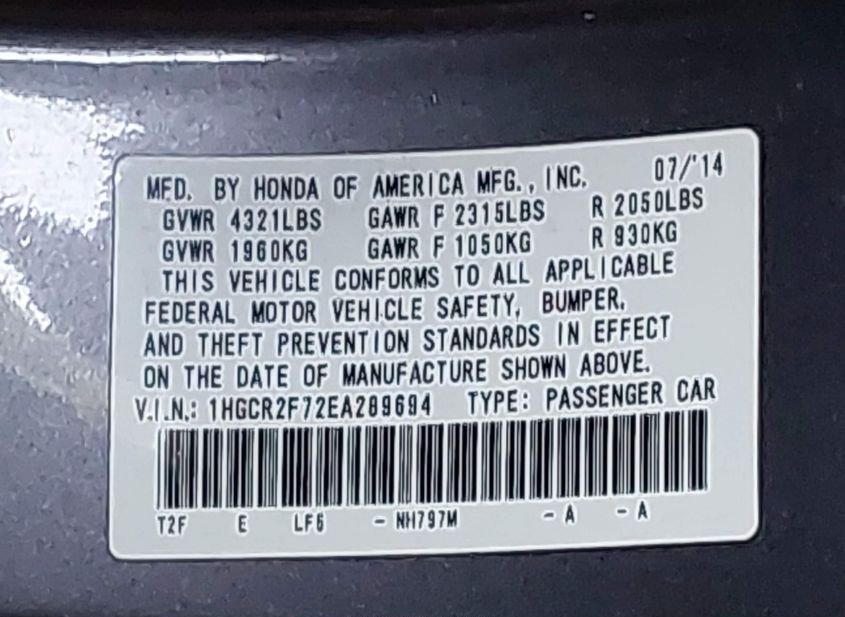 MFD. BY HONDA OF AMERICA MFG., INC. 07/'14
GVWR 4321LBS GAWR F 2315LBS R 2050LBS
GVWR 1960KG GAWR F 1050KG R 930KG
THIS VEHICLE CONFORMS TO ALL APPLICABLE
FEDERAL MOTOR VEHICLE SAFETY, BUMPER,
AND THEFT PREVENTION STANDARDS IN EFFECT
ON THE DATE OF MANUFACTURE SHOWN ABOVE.
V.I.N.: 1HGCR2F72EA289694 TYPE: PASSENGER CAR
T2F E LF6 - NH797M - A - A